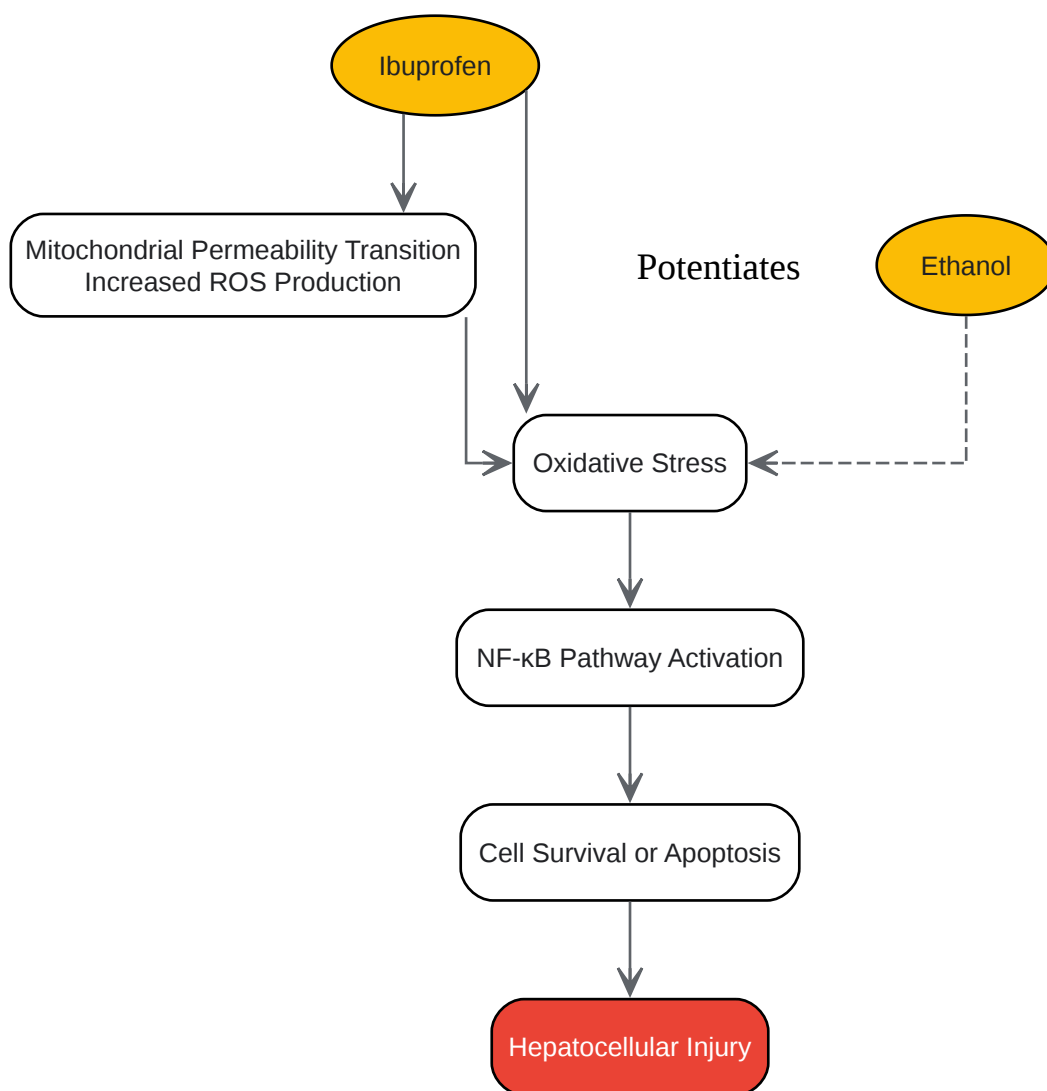 Ibuprofen
Mitochondrial Permeability Transition
Increased ROS Production
Potentiates
Ethanol
Oxidative Stress
NF-κB Pathway Activation
Cell Survival or Apoptosis
Hepatocellular Injury